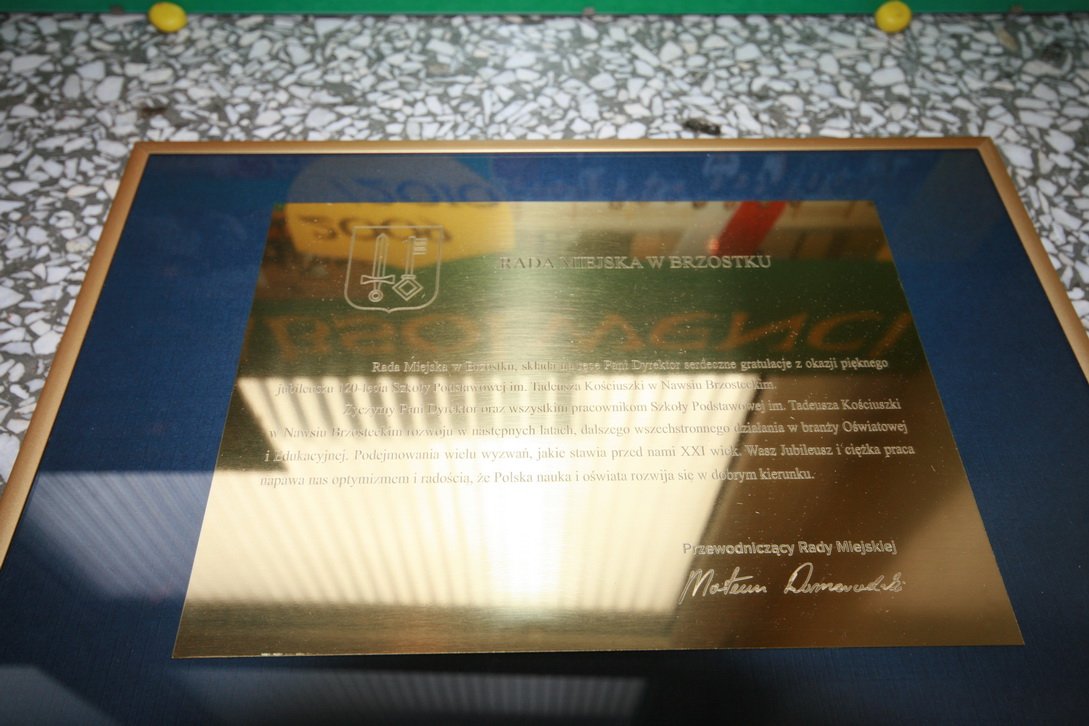 RADA MIEJSKA W BRZOSTKU
Rada Miejska w Brzostku, składa na ręce Pani Dyrektor serdeczne gratulacje z okazji pięknego
jubileuszu 120-lecia Szkoły Podstawowej im. Tadeusza Kościuszki w Nawsiu Brzosteckim.
Życzymy Pani Dyrektor oraz wszystkim pracownikom Szkoły Podstawowej im. Tadeusza Kościuszki
w Nawsiu Brzosteckim rozwoju w następnych latach, dalszego wszechstronnego działania w branży Oświatowej
i Edukacyjnej. Podejmowania wielu wyzwań, jakie stawia przed nami XXI wiek. Wasz Jubileusz i ciężka praca
napawa nas optymizmem i radością, że Polska nauka i oświata rozwija się w dobrym kierunku.
Przewodniczący Rady Miejskiej
Mateusz